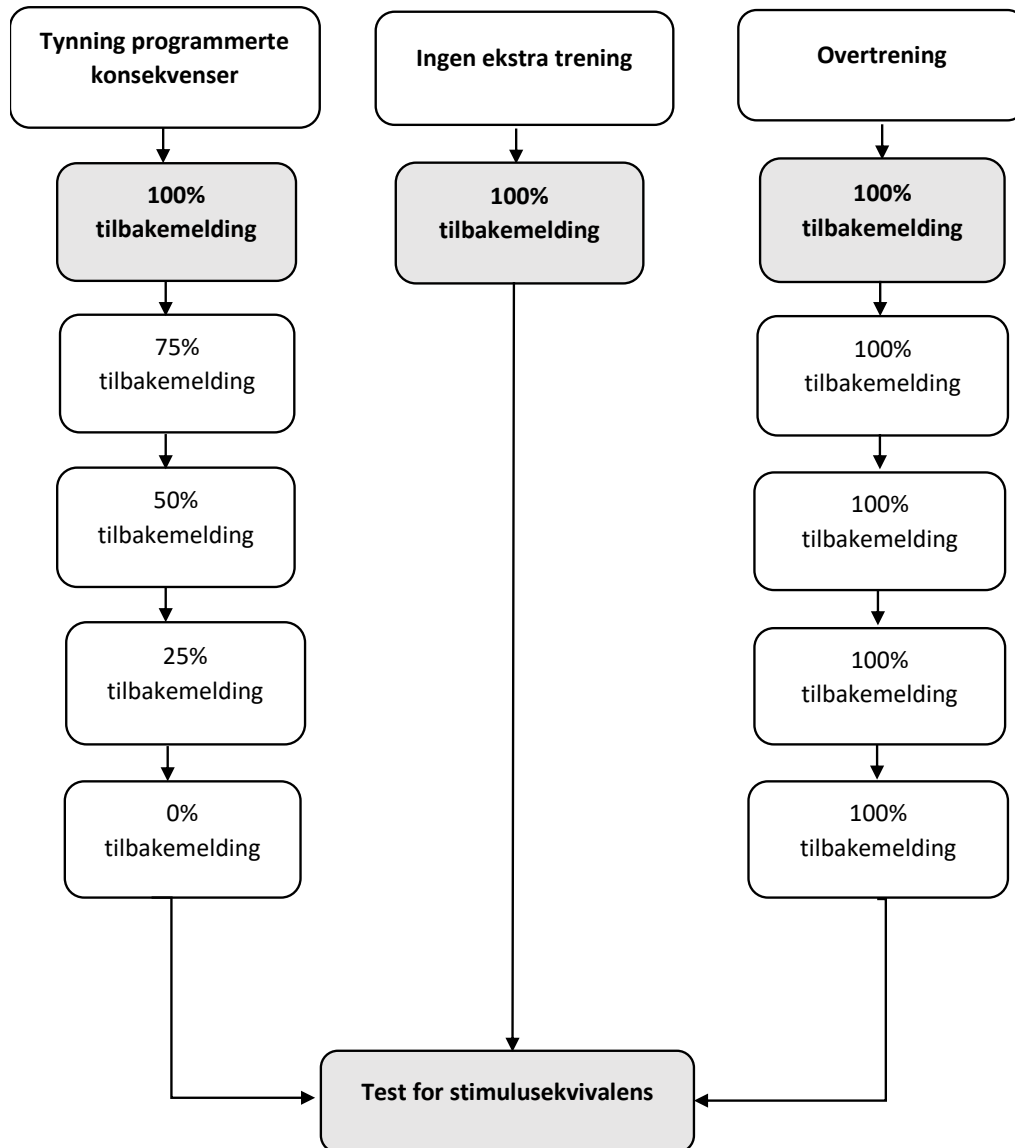 Tynning programmerte
konsekvenser
100%
tilbakemelding
75%
tilbakemelding
50%
tilbakemelding
25%
tilbakemelding
0%
tilbakemelding
Ingen ekstra trening
100%
tilbakemelding
Overtrening
100%
tilbakemelding
100%
tilbakemelding
100%
tilbakemelding
100%
tilbakemelding
100%
tilbakemelding
Test for stimulusekvivalens